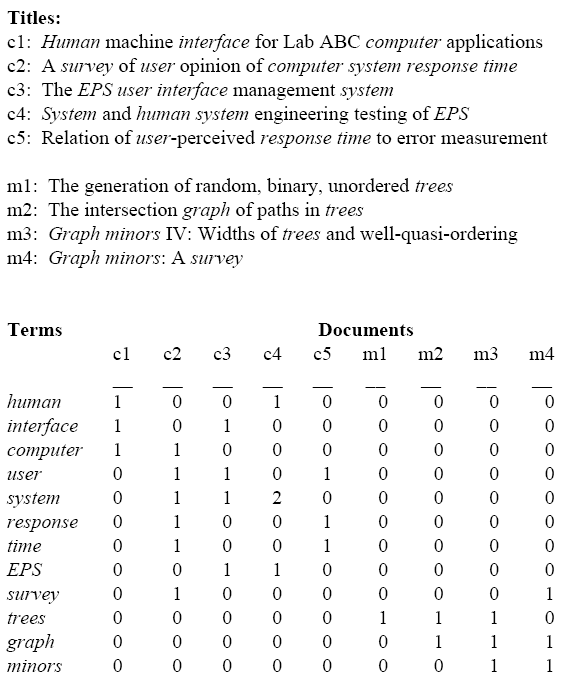 Titles:
c1: Human machine interface for Lab ABC computer applications
c2: A survey of user opinion of computer system response time
c3: The EPS user interface management system
c4: System and human system engineering testing of EPS
c5: Relation of user-perceived response time to error measurement
m1: The generation of random, binary, unordered trees
m2: The intersection graph of paths in trees
m3: Graph minors IV: Widths of trees and well-quasi-ordering
m4: Graph minors: A survey
Terms Documents
c1 c2 c3 c4 c5 m1 m2 m3 m4
human 1 0 0 1 0 0 0 0 0
interface 1 0 1 0 0 0 0 0 0
computer 1 1 0 0 0 0 0 0 0
user 0 1 1 0 1 0 0 0 0
system 0 1 1 2 0 0 0 0 0
response 0 1 0 0 1 0 0 0 0
time 0 1 0 0 1 0 0 0 0
EPS 0 0 1 1 0 0 0 0 0
survey 0 1 0 0 0 0 0 0 1
trees 0 0 0 0 0 1 1 1 0
graph 0 0 0 0 0 0 1 1 1
minors 0 0 0 0 0 0 0 1 1